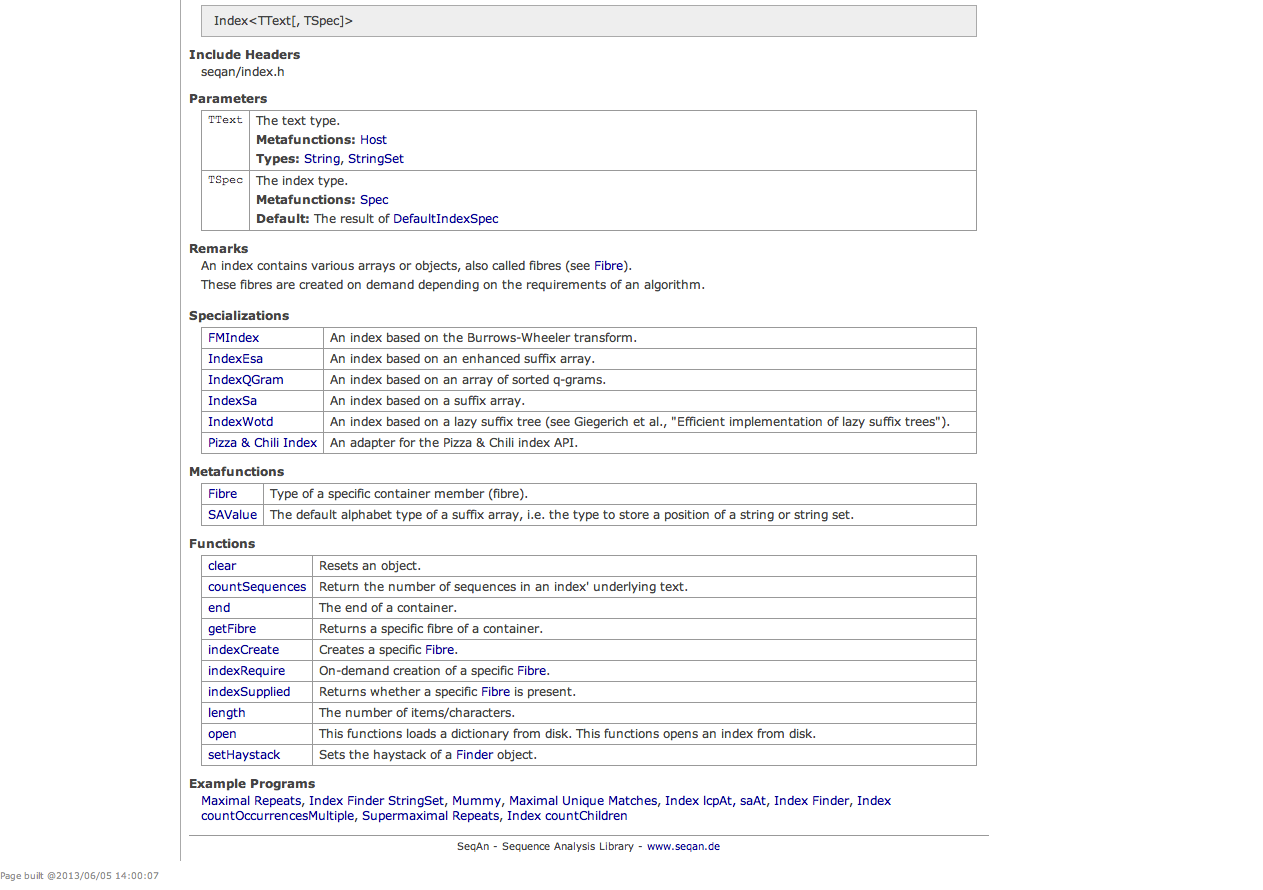 Index<TText[, TSpec]>
Include Headers
seqan/index.h
Parameters
TText The text type.
Metafunctions: Host
Types: String, StringSet
TSpec The index type.
Metafunctions: Spec
Default: The result of DefaultIndexSpec
Remarks
An index contains various arrays or objects, also called fibres (see Fibre).
These fibres are created on demand depending on the requirements of an algorithm.
Specializations
FMIndex An index based on the Burrows-Wheeler transform.
IndexEsa An index based on an enhanced suffix array.
IndexQGram An index based on an array of sorted q-grams.
IndexSa An index based on a suffix array.
IndexWotd An index based on a lazy suffix tree (see Giegerich et al., "Efficient implementation of lazy suffix trees").
Pizza & Chili Index An adapter for the Pizza & Chili index API.
Metafunctions
Fibre Type of a specific container member (fibre).
SAValue The default alphabet type of a suffix array, i.e. the type to store a position of a string or string set.
Functions
clear Resets an object.
countSequences Return the number of sequences in an index' underlying text.
end The end of a container.
getFibre Returns a specific fibre of a container.
indexCreate Creates a specific Fibre.
indexRequire On-demand creation of a specific Fibre.
indexSupplied Returns whether a specific Fibre is present.
length The number of items/characters.
open This functions loads a dictionary from disk. This functions opens an index from disk.
setHaystack Sets the haystack of a Finder object.
Example Programs
Maximal Repeats, Index Finder StringSet, Mummy, Maximal Unique Matches, Index lcpAt, saAt, Index Finder, Index
countOccurrencesMultiple, Supermaximal Repeats, Index countChildren
SeqAn - Sequence Analysis Library - www.seqan.de
Page built @2013/06/05 14:00:07